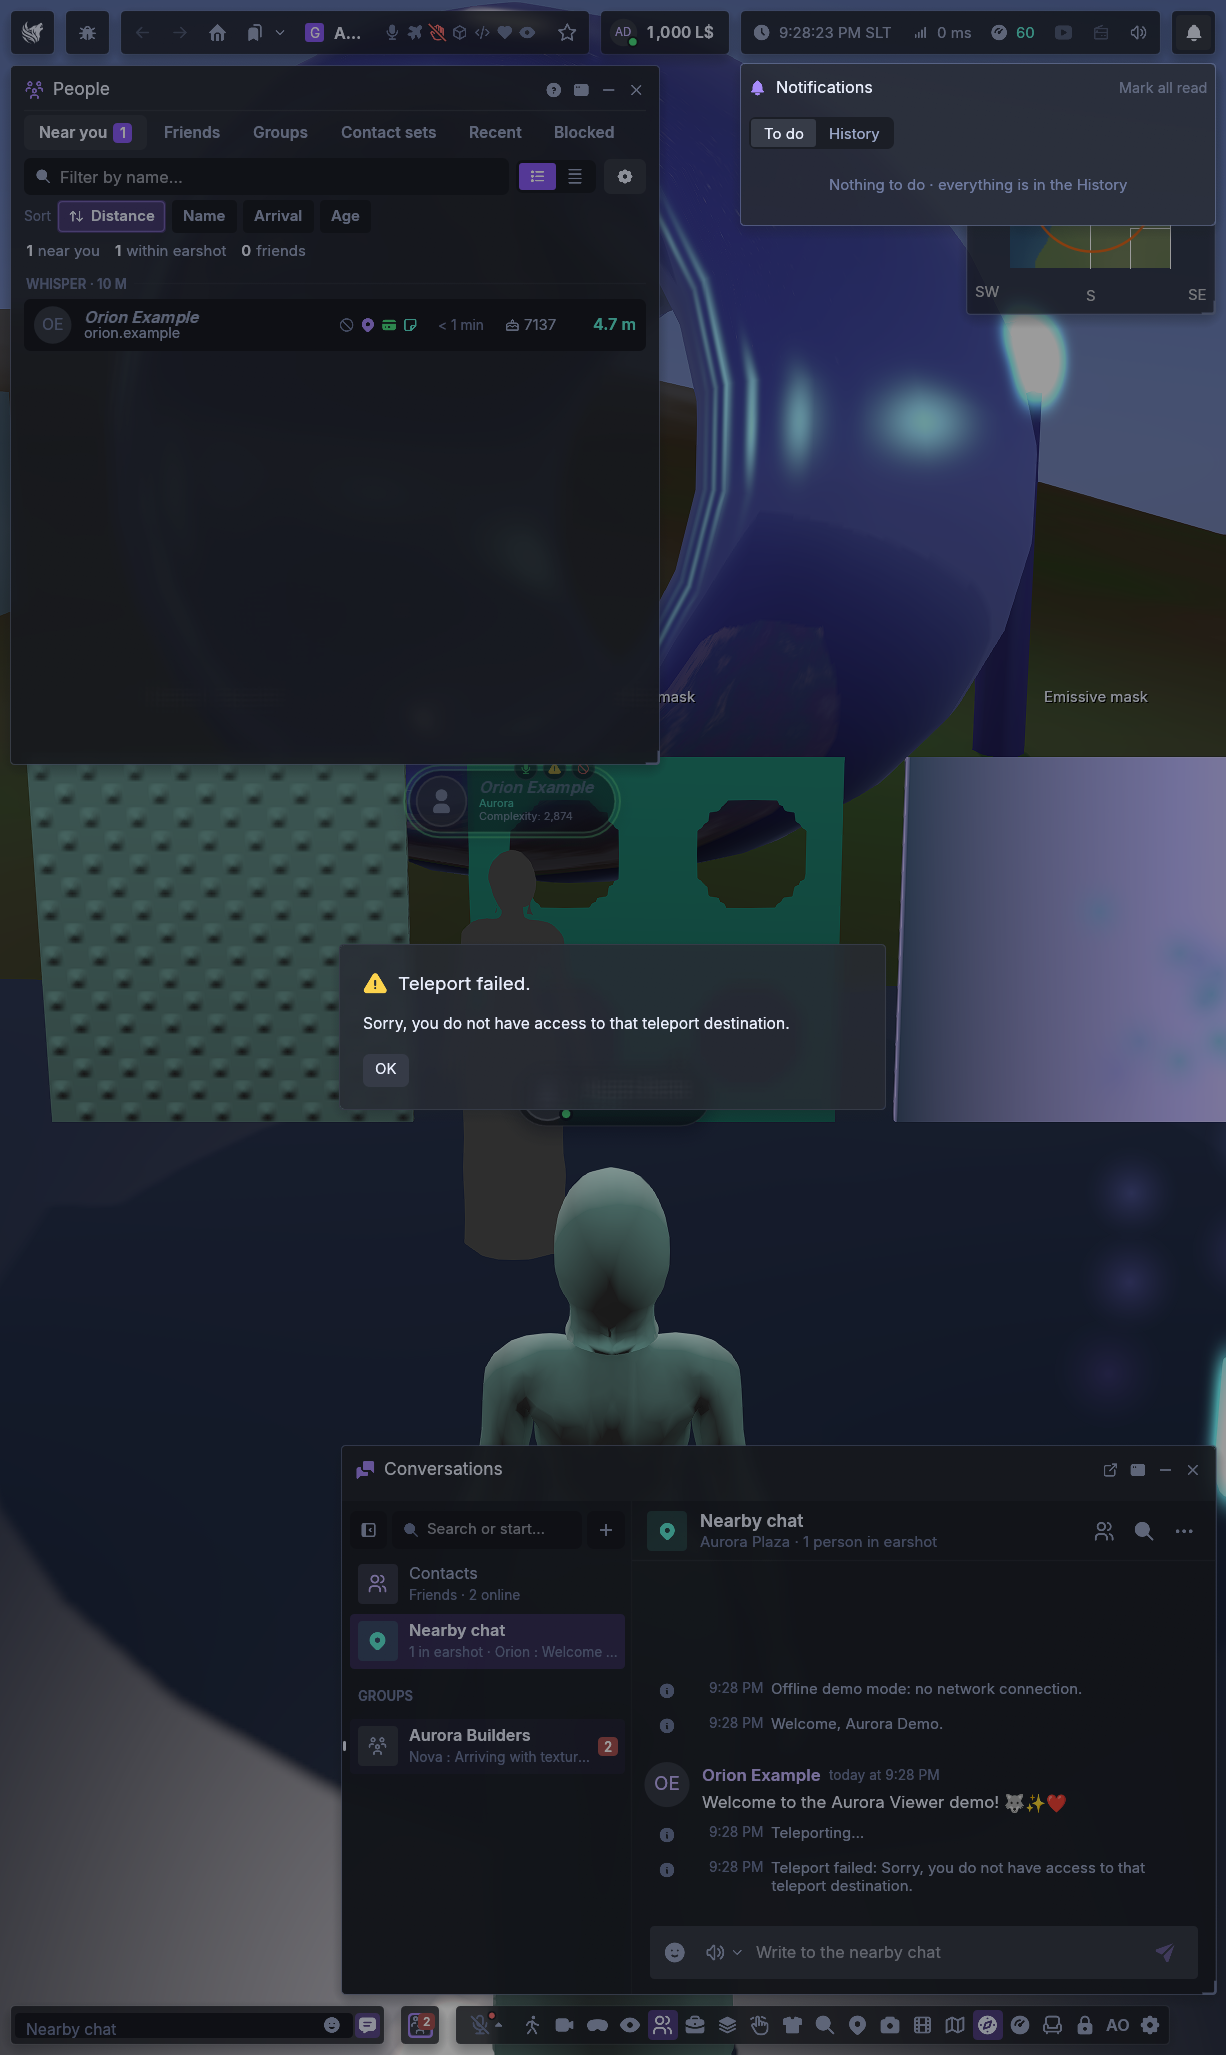 G A...
AD 1,000 L$
9:28:23 PM SLT 0 ms 60
People
Near you 1 Friends Groups Contact sets Recent Blocked
Filter by name...
Sort Distance Name Arrival Age
1 near you 1 within earshot 0 friends
WHISPER · 10 M
OE Orion Example
orion.example
< 1 min 7137 4.7 m
Notifications Mark all read
To do History
Nothing to do · everything is in the History
SW S SE
mask
Emissive mask
Orion Example
Aurora
Complexity: 2,874
Teleport failed.
Sorry, you do not have access to that teleport destination.
OK
Conversations
Search or start...
Contacts
Friends · 2 online
Nearby chat
1 in earshot · Orion : Welcome ...
GROUPS
Aurora Builders
Nova : Arriving with textur... 2
Nearby chat
Aurora Plaza · 1 person in earshot
9:28 PM Offline demo mode: no network connection.
9:28 PM Welcome, Aurora Demo.
OE Orion Example today at 9:28 PM
Welcome to the Aurora Viewer demo! 🐺✨❤️
9:28 PM Teleporting...
9:28 PM Teleport failed: Sorry, you do not have access to that
teleport destination.
Write to the nearby chat
Nearby chat
2
AO